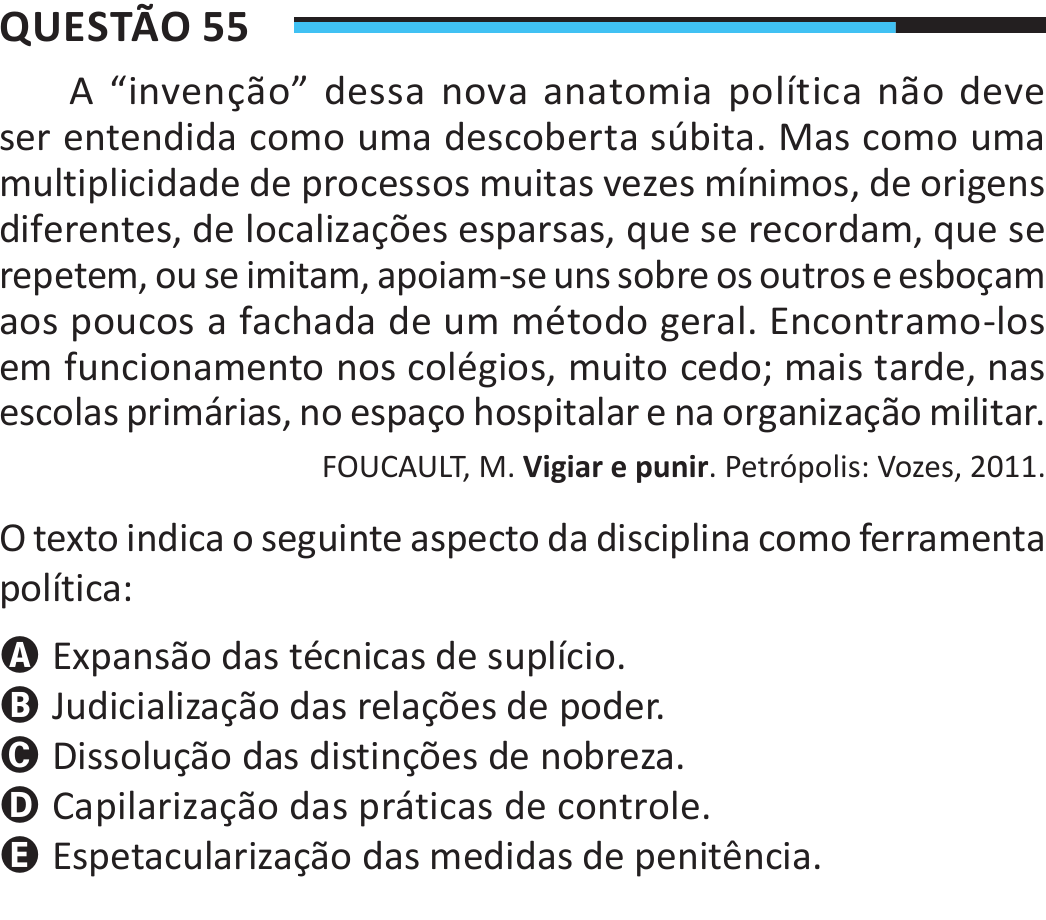 QUESTÃO 55
A “invenção” dessa nova anatomia política não deve
ser entendida como uma descoberta súbita. Mas como uma
multiplicidade de processos muitas vezes mínimos, de origens
diferentes, de localizações esparsas, que se recordam, que se
repetem, ou se imitam, apoiam-se uns sobre os outros e esboçam
aos poucos a fachada de um método geral. Encontramo-los
em funcionamento nos colégios, muito cedo; mais tarde, nas
escolas primárias, no espaço hospitalar e na organização militar.
FOUCAULT, M. Vigiar e punir. Petrópolis: Vozes, 2011.
O texto indica o seguinte aspecto da disciplina como ferramenta
política:
A Expansão das técnicas de suplício.
B Judicialização das relações de poder.
C Dissolução das distinções de nobreza.
D Capilarização das práticas de controle.
E Espetacularização das medidas de penitência.